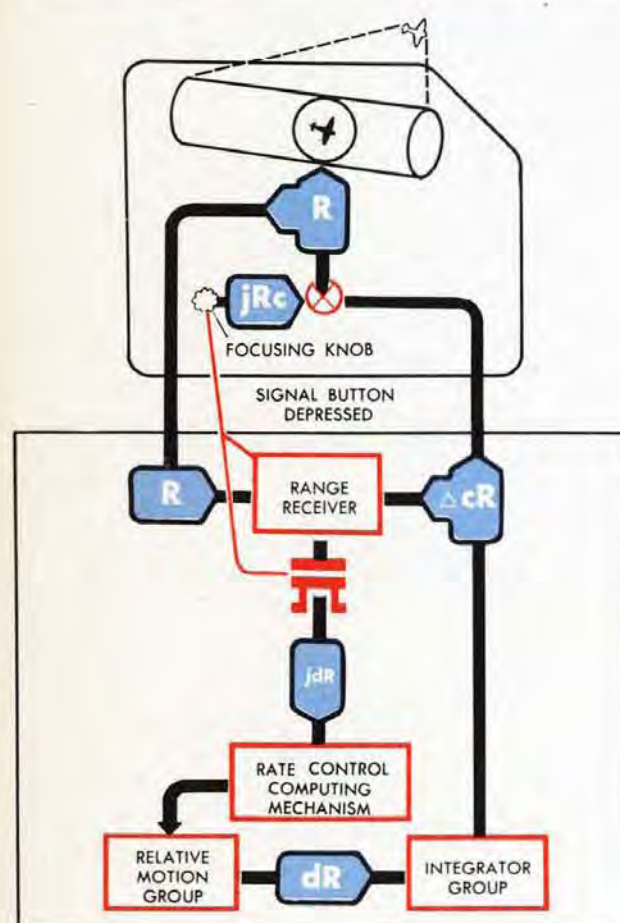 R
jRc
FOCUSING KNOB
SIGNAL BUTTON
DEPRESSED
R
RANGE
RECEIVER
△cR
jdR
RATE CONTROL
COMPUTING
MECHANISM
RELATIVE
MOTION
GROUP
dR
INTEGRATOR
GROUP